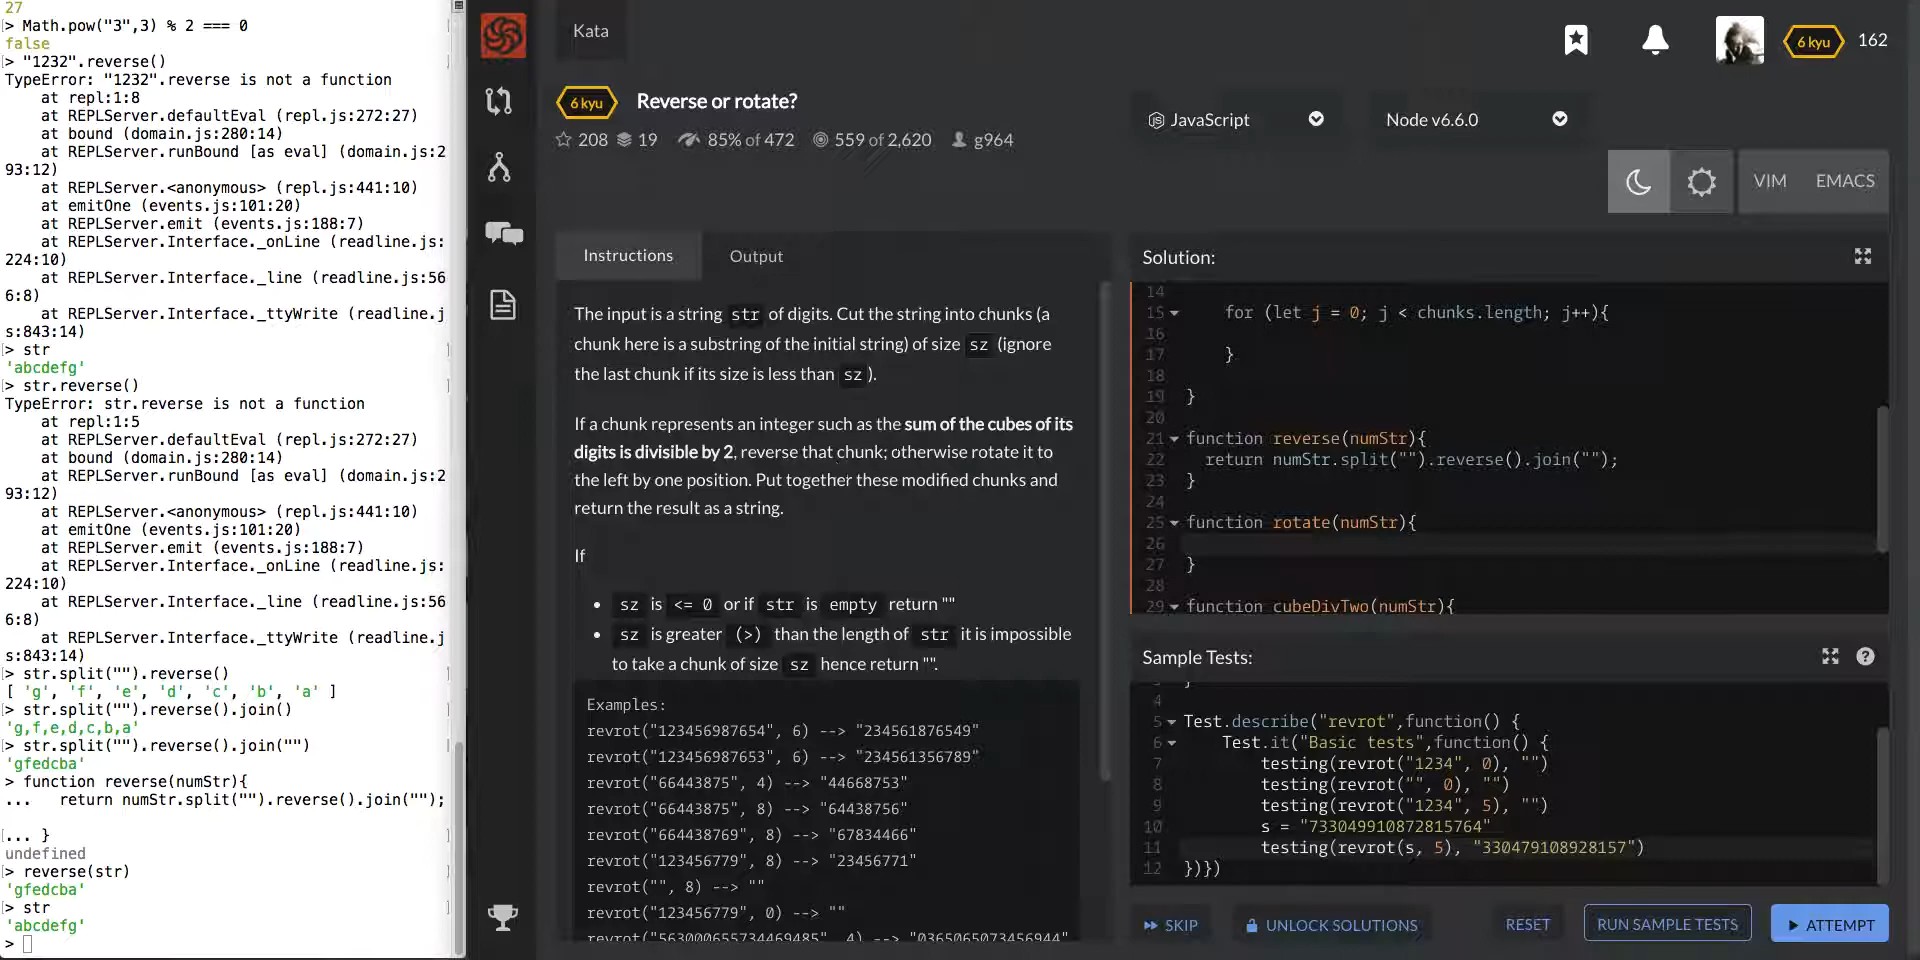 27
> Math.pow("3",3) % 2 === 0
false
> "1232".reverse()
TypeError: "1232".reverse is not a function
    at repl:1:8
    at REPLServer.defaultEval (repl.js:272:27)
    at bound (domain.js:280:14)
    at REPLServer.runBound [as eval] (domain.js:2
93:12)
    at REPLServer.<anonymous> (repl.js:441:10)
    at emitOne (events.js:101:20)
    at REPLServer.emit (events.js:188:7)
    at REPLServer.Interface._onLine (readline.js:
224:10)
    at REPLServer.Interface._line (readline.js:56
6:8)
    at REPLServer.Interface._ttyWrite (readline.j
s:843:14)
> str
'abcdefg'
> str.reverse()
TypeError: str.reverse is not a function
    at repl:1:5
    at REPLServer.defaultEval (repl.js:272:27)
    at bound (domain.js:280:14)
    at REPLServer.runBound [as eval] (domain.js:2
93:12)
    at REPLServer.<anonymous> (repl.js:441:10)
    at emitOne (events.js:101:20)
    at REPLServer.emit (events.js:188:7)
    at REPLServer.Interface._onLine (readline.js:
224:10)
    at REPLServer.Interface._line (readline.js:56
6:8)
    at REPLServer.Interface._ttyWrite (readline.j
s:843:14)
> str.split("").reverse()
[ 'g', 'f', 'e', 'd', 'c', 'b', 'a' ]
> str.split("").reverse().join()
'g,f,e,d,c,b,a'
> str.split("").reverse().join("")
'gfedcba'
> function reverse(numStr){
...   return numStr.split("").reverse().join("");
... }
undefined
> reverse(str)
'gfedcba'
> str
'abcdefg'
>
Kata
6 kyu 162
6 kyu Reverse or rotate?
208 19 85% of 472 559 of 2,620 g964
JavaScript
Node v6.6.0
VIM EMACS
Instructions Output
The input is a string str of digits. Cut the string into chunks (a
chunk here is a substring of the initial string) of size sz (ignore
the last chunk if its size is less than sz ).
If a chunk represents an integer such as the sum of the cubes of its
digits is divisible by 2, reverse that chunk; otherwise rotate it to
the left by one position. Put together these modified chunks and
return the result as a string.
If
• sz is <= 0 or if str is empty return ""
• sz is greater (>) than the length of str it is impossible
to take a chunk of size sz hence return "".
Examples:
revrot("123456987654", 6) --> "234561876549"
revrot("123456987653", 6) --> "234561356789"
revrot("66443875", 4) --> "44668753"
revrot("66443875", 8) --> "64438756"
revrot("664438769", 8) --> "67834466"
revrot("123456779", 8) --> "23456771"
revrot("", 8) --> ""
revrot("123456779", 0) --> ""
revrot("563000655734469485", 4) --> "0365065073456944"
Solution:
14
15 for (let j = 0; j < chunks.length; j++){
16
17 }
18
19 }
20
21 function reverse(numStr){
22 return numStr.split("").reverse().join("");
23 }
24
25 function rotate(numStr){
26
27 }
28
29 function cubeDivTwo(numStr){
Sample Tests:
4
5 Test.describe("revrot",function() {
6 Test.it("Basic tests",function() {
7 testing(revrot("1234", 0), "")
8 testing(revrot("", 0), "")
9 testing(revrot("1234", 5), "")
10 s = "733049910872815764"
11 testing(revrot(s, 5), "330479108928157")
12 })})
SKIP UNLOCK SOLUTIONS RESET RUN SAMPLE TESTS ATTEMPT